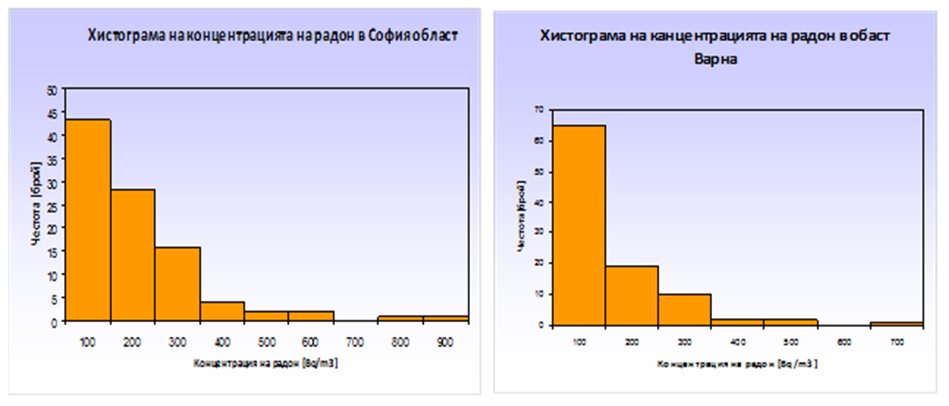 Хистограма на концентрацията на радон в София област
50
45
40
35
30
25
20
15
10
5
0
Честота [брой]
100 200 300 400 500 600 700 800 900
Концентрация на радон [Bq/m3]
Хистограма на канцентрацията на радон в обаст
Варна
70
60
50
40
30
20
10
0
Честота[брой]
100 200 300 400 500 600 700
Концентрация на радон [Bq/m3]